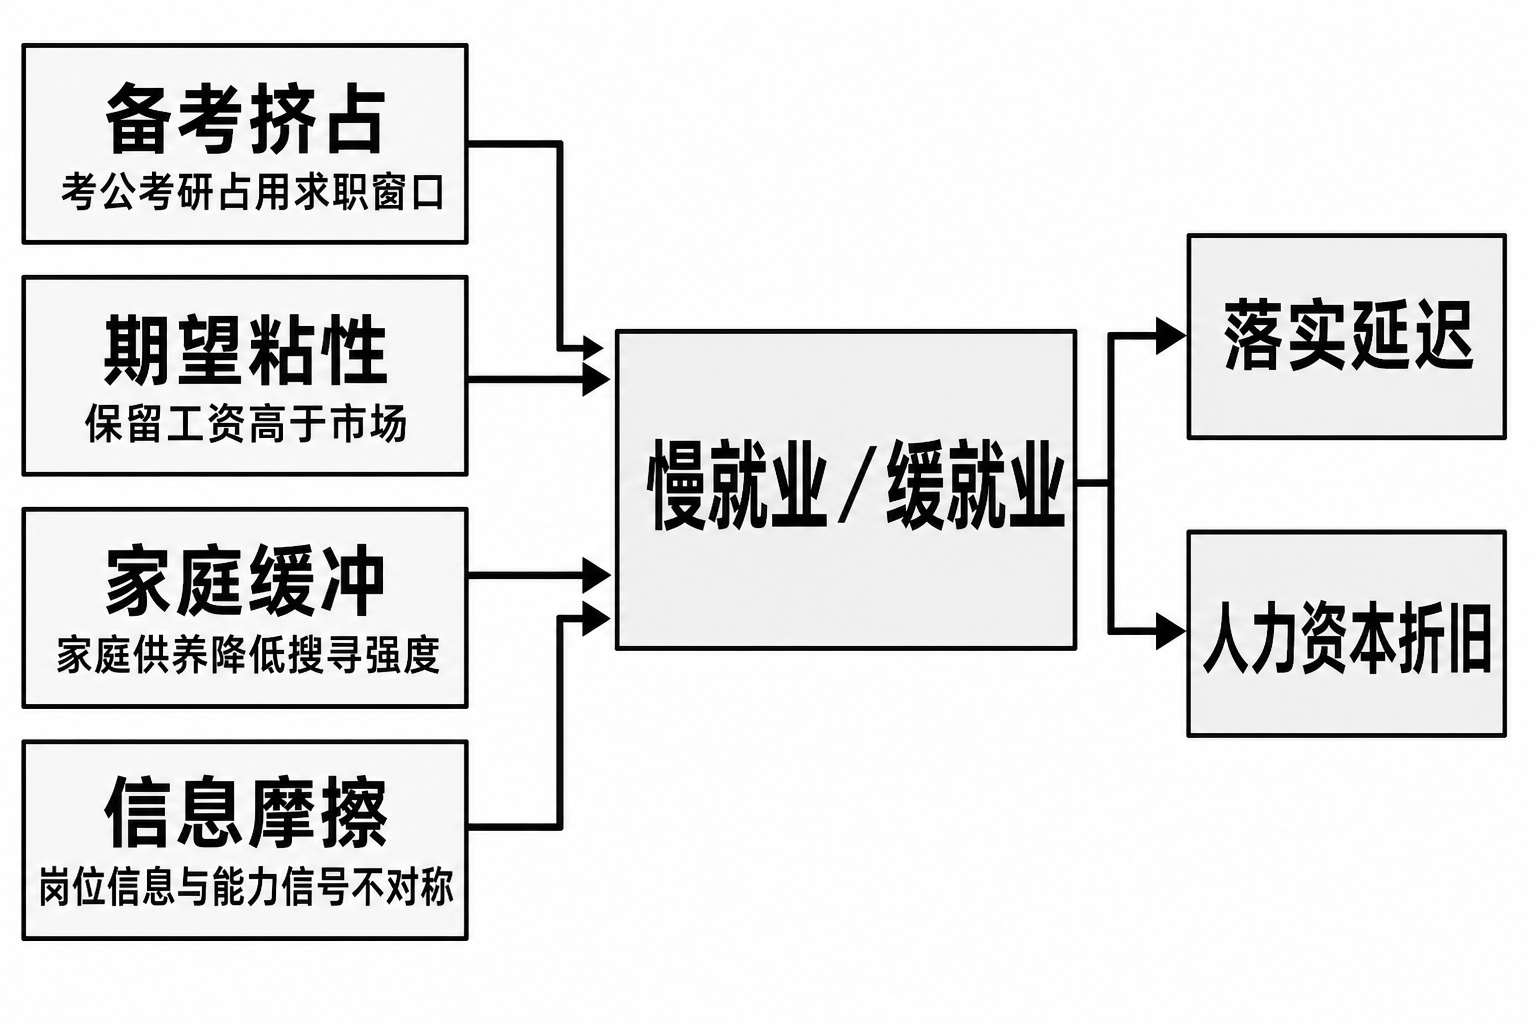 备考挤占
考公考研占用求职窗口
期望粘性
保留工资高于市场
家庭缓冲
家庭供养降低搜寻强度
信息摩擦
岗位信息与能力信号不对称
慢就业/缓就业
落实延迟
人力资本折旧